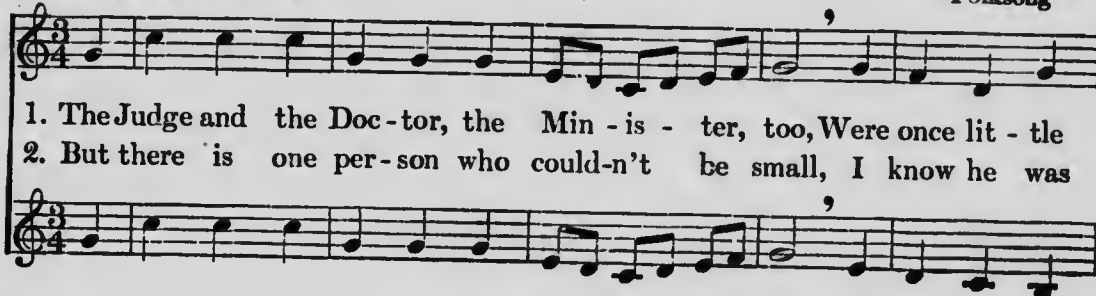 Folksong
1. The Judge and the Doc-tor, the Min-is-ter, too, Were once lit-tle
2. But there is one per-son who could-n't be small, I know he was